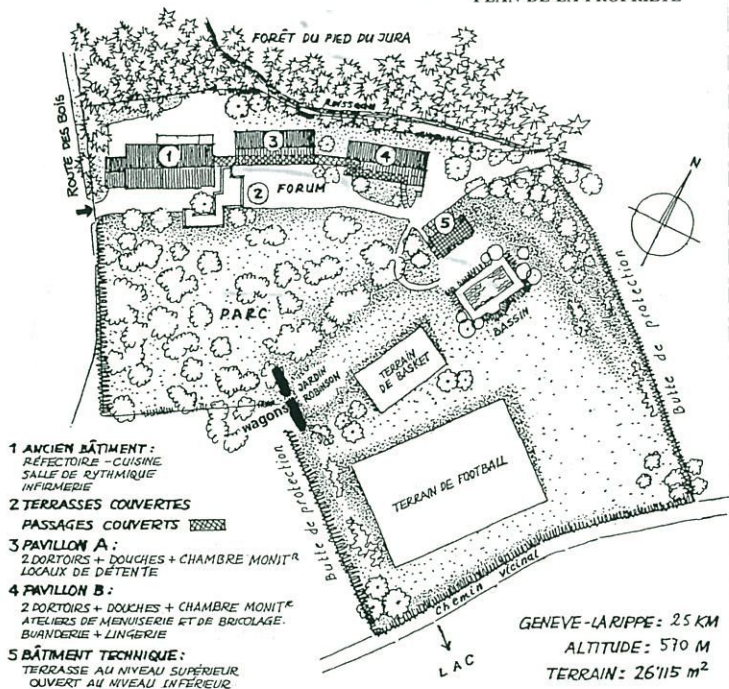 PLAN DE LA PROPRIÉTÉ
FORÊT DU PIED DU JURA
RUISSEAU
ROUTE DES BOIS
1
3
4
2
FORUM
5
N
PARC
BASSIN
Butte de protection
JARDIN
ROBINSON
wagons
TERRAIN
DE BASKET
TERRAIN DE FOOTBALL
Butte de protection
Chemin vicinal
LAC
1 ANCIEN BÂTIMENT :
RÉFECTOIRE - CUISINE
SALLE DE RYTHMIQUE
INFIRMERIE
2 TERRASSES COUVERTES
PASSAGES COUVERTS
3 PAVILLON A :
2 DORTOIRS + DOUCHES + CHAMBRE MONITR
LOCAUX DE DÉTENTE
4 PAVILLON B :
2 DORTOIRS + DOUCHES + CHAMBRE MONITR
ATELIERS DE MENUISERIE ET DE BRICOLAGE.
BUANDERIE + LINGERIE
5 BÂTIMENT TECHNIQUE :
TERRASSE AU NIVEAU SUPÉRIEUR
OUVERT AU NIVEAU INFÉRIEUR
GENEVE-LARIPPE : 25 KM
ALTITUDE : 570 M
TERRAIN : 26'115 m²